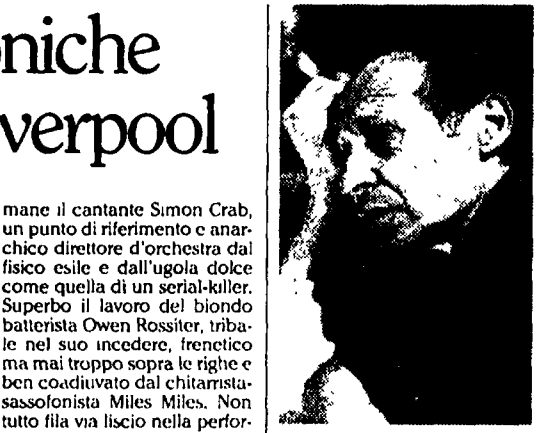 niche
verpool
mane il cantante Simon Crab,
un punto di riferimento e anar-
chico direttore d'orchestra dal
fisico esile e dall'ugola dolce
come quella di un serial-killer.
Superbo il lavoro del biondo
batterista Owen Rossiter, triba-
le nel suo incedere, frenetico
ma mai troppo sopra le righe e
ben coadiuvato dal chitarrista-
sassofonista Miles Miles. Non
tutto fila via liscio nella perfor-